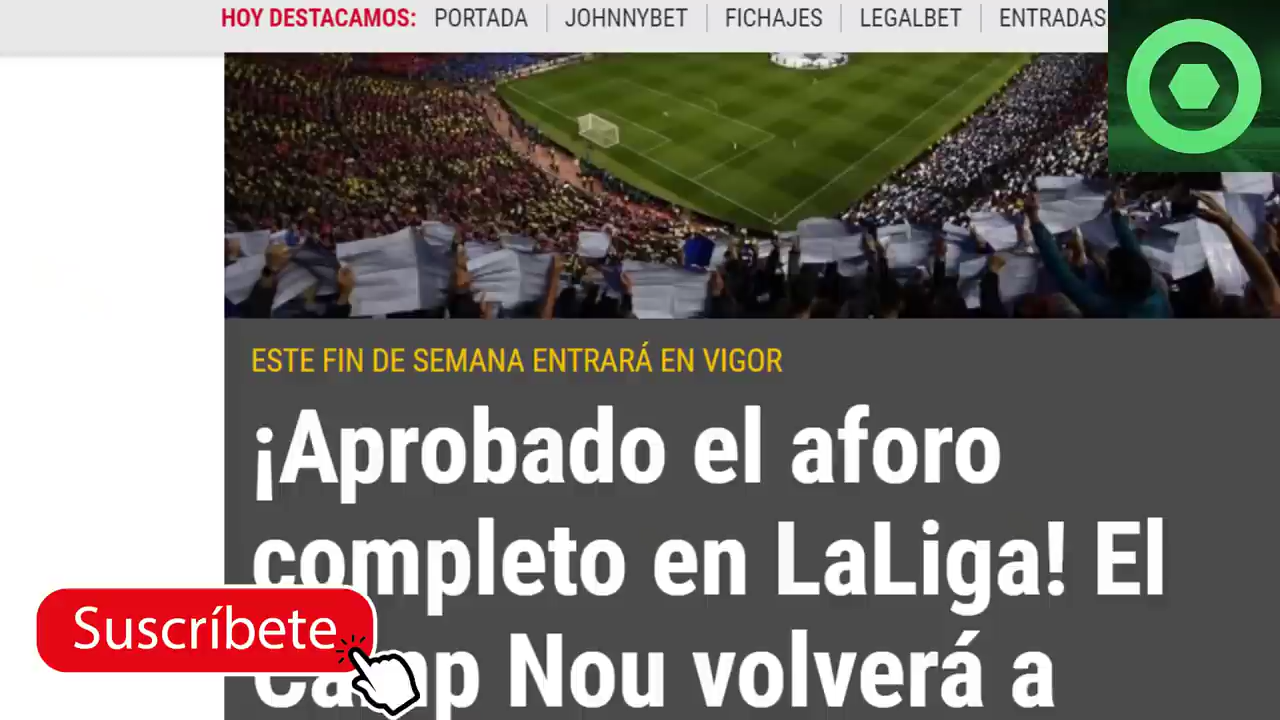 HOY DESTACAMOS: PORTADA JOHNNYBET FICHAJES LEGALBET ENTRADAS
ESTE FIN DE SEMANA ENTRARÁ EN VIGOR
¡Aprobado el aforo
completo en LaLiga! El
Camp Nou volverá a
Suscríbete